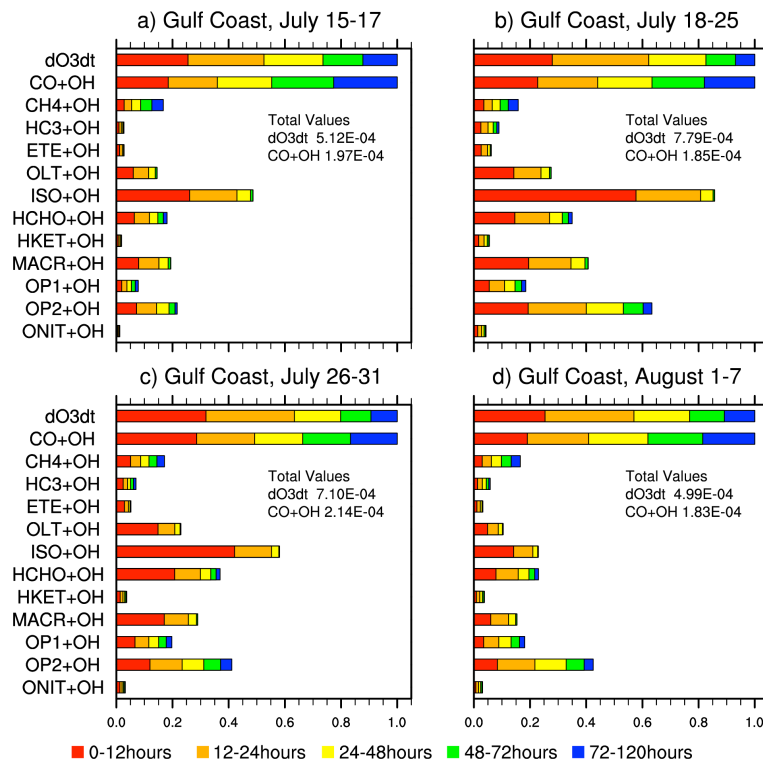 a) Gulf Coast, July 15-17
b) Gulf Coast, July 18-25
dO3dt
CO+OH
CH4+OH
HC3+OH
ETE+OH
OLT+OH
ISO+OH
HCHO+OH
HKET+OH
MACR+OH
OP1+OH
OP2+OH
ONIT+OH
Total Values
dO3dt 5.12E-04
CO+OH 1.97E-04
Total Values
dO3dt 7.79E-04
CO+OH 1.85E-04
c) Gulf Coast, July 26-31
d) Gulf Coast, August 1-7
dO3dt
CO+OH
CH4+OH
HC3+OH
ETE+OH
OLT+OH
ISO+OH
HCHO+OH
HKET+OH
MACR+OH
OP1+OH
OP2+OH
ONIT+OH
Total Values
dO3dt 7.10E-04
CO+OH 2.14E-04
Total Values
dO3dt 4.99E-04
CO+OH 1.83E-04
0.0 0.2 0.4 0.6 0.8 1.0
0.0 0.2 0.4 0.6 0.8 1.0
0-12hours 12-24hours 24-48hours 48-72hours 72-120hours